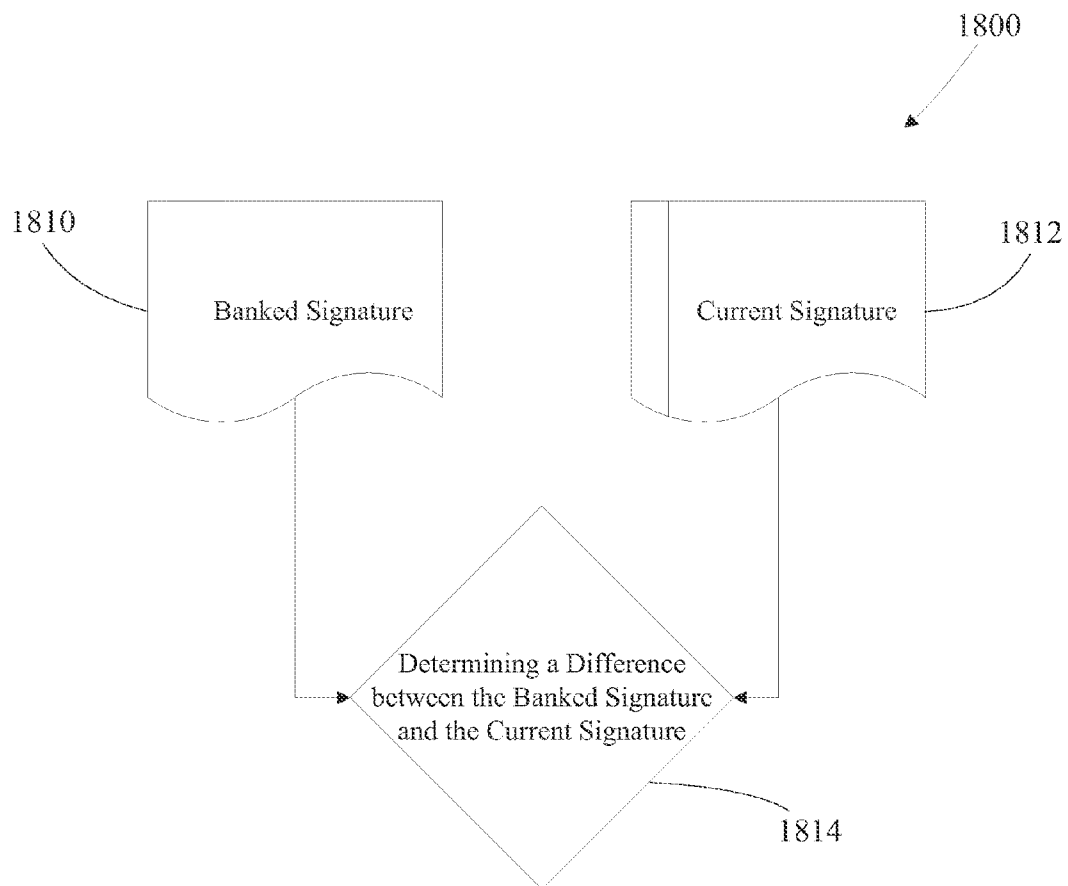 1800
1810
1812
Banked Signature
Current Signature
Determining a Difference
between the Banked Signature
and the Current Signature
1814